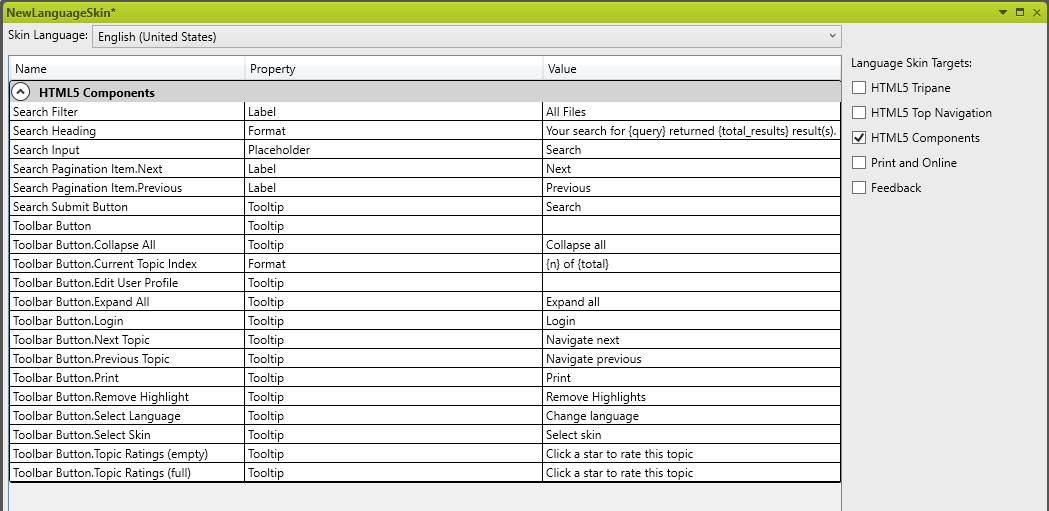 NewLanguageSkin*
Skin Language: English (United States)
Name Property Value
HTML5 Components
Search Filter Label All Files
Search Heading Format Your search for {query} returned {total_results} result(s).
Search Input Placeholder Search
Search Pagination Item.Next Label Next
Search Pagination Item.Previous Label Previous
Search Submit Button Tooltip Search
Toolbar Button Tooltip
Toolbar Button.Collapse All Tooltip Collapse all
Toolbar Button.Current Topic Index Format {n} of {total}
Toolbar Button.Edit User Profile Tooltip
Toolbar Button.Expand All Tooltip Expand all
Toolbar Button.Login Tooltip Login
Toolbar Button.Next Topic Tooltip Navigate next
Toolbar Button.Previous Topic Tooltip Navigate previous
Toolbar Button.Print Tooltip Print
Toolbar Button.Remove Highlight Tooltip Remove Highlights
Toolbar Button.Select Language Tooltip Change language
Toolbar Button.Select Skin Tooltip Select skin
Toolbar Button.Topic Ratings (empty) Tooltip Click a star to rate this topic
Toolbar Button.Topic Ratings (full) Tooltip Click a star to rate this topic
Language Skin Targets:
HTML5 Tripane
HTML5 Top Navigation
HTML5 Components
Print and Online
Feedback